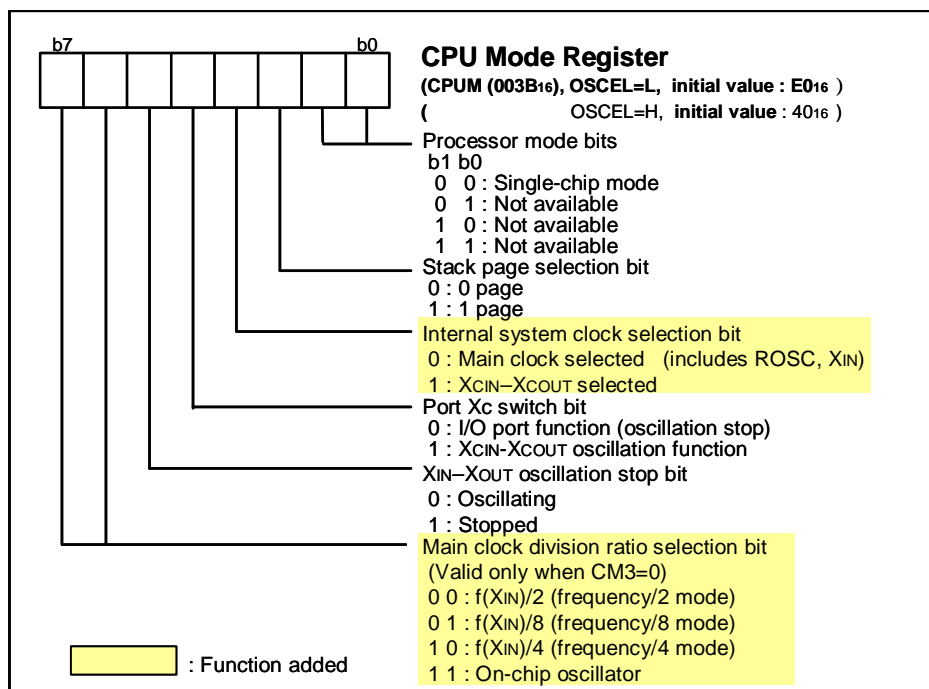 b7 b0
CPU Mode Register
(CPUM (003B16), OSCEL=L, initial value : E016 )
( OSCEL=H, initial value : 4016 )
Processor mode bits
b1 b0
0 0 : Single-chip mode
0 1 : Not available
1 0 : Not available
1 1 : Not available
Stack page selection bit
0 : 0 page
1 : 1 page
Internal system clock selection bit
0 : Main clock selected (includes ROSC, XIN)
1 : XCIN–XCOUT selected
Port Xc switch bit
0 : I/O port function (oscillation stop)
1 : XCIN-XCOUT oscillation function
XIN–XOUT oscillation stop bit
0 : Oscillating
1 : Stopped
Main clock division ratio selection bit
(Valid only when CM3=0)
0 0 : f(XIN)/2 (frequency/2 mode)
0 1 : f(XIN)/8 (frequency/8 mode)
1 0 : f(XIN)/4 (frequency/4 mode)
1 1 : On-chip oscillator
: Function added